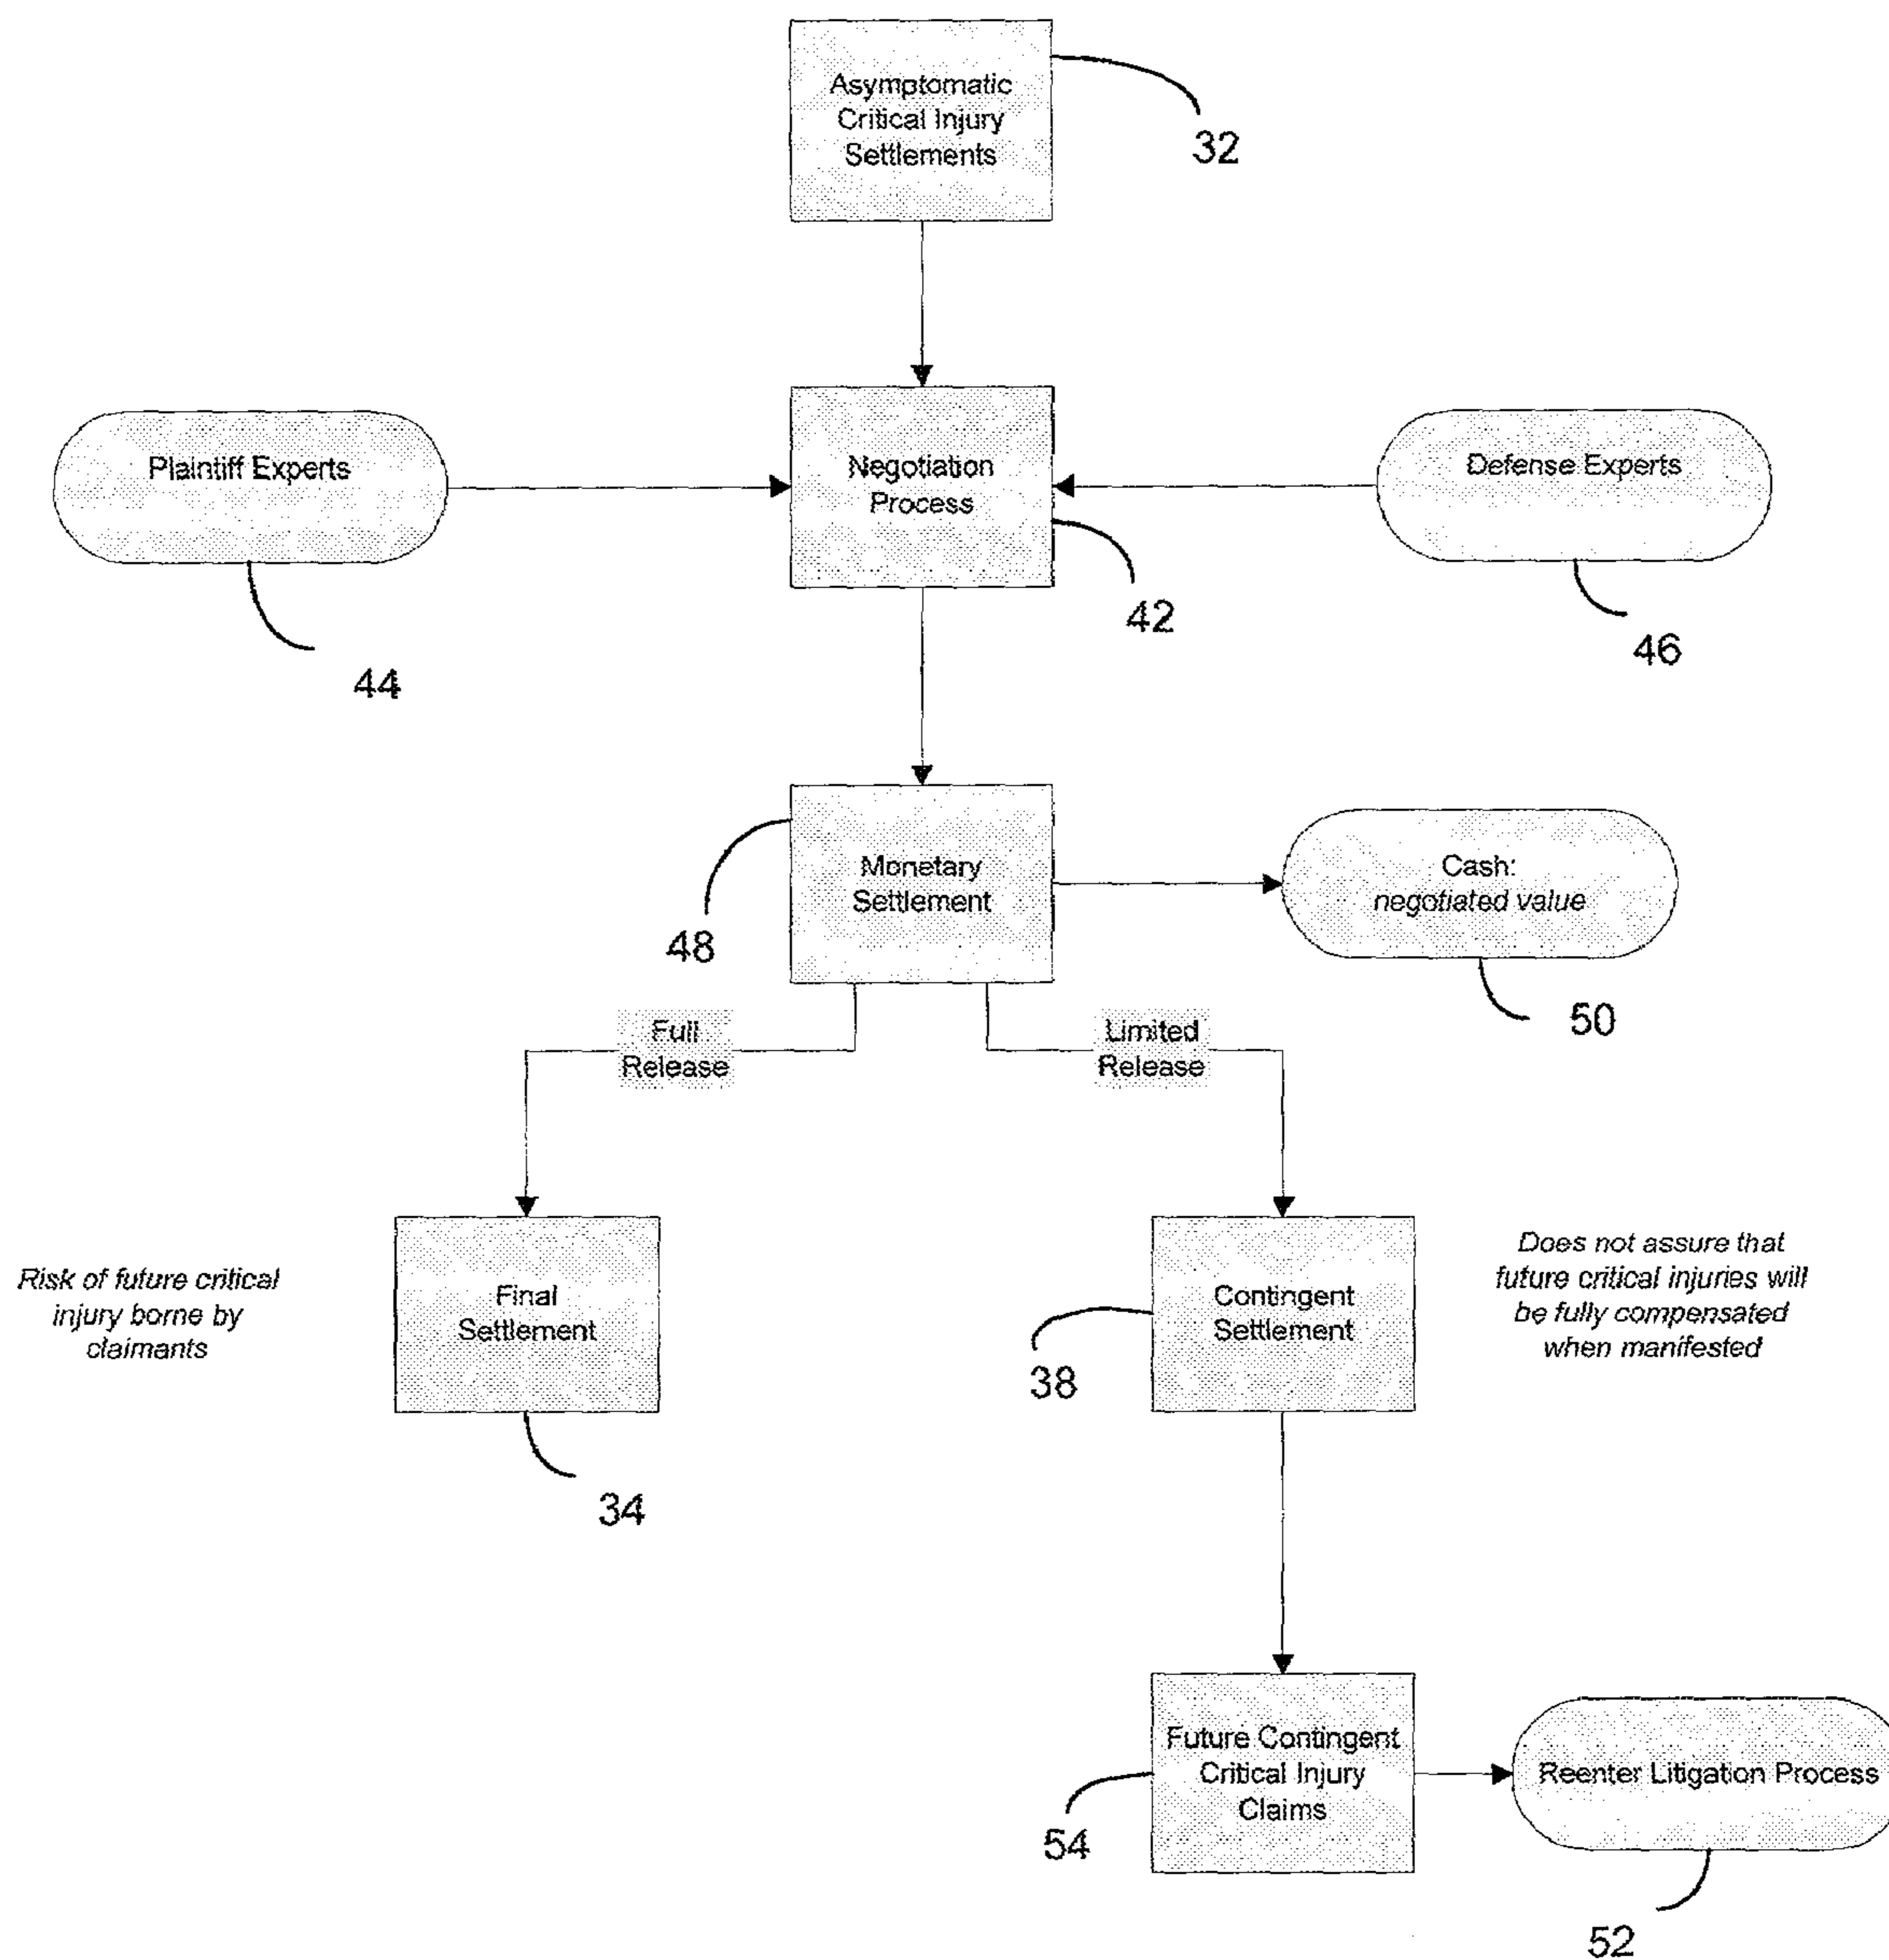 Asymptomatic
Critical Injury
Settlements
32
Plaintiff Experts
44
Negotiation
Process
42
Defense Experts
46
Monetary
Settlement
48
Cash:
negotiated value
50
Full
Release
Limited
Release
Risk of future critical
injury borne by
claimants
Final
Settlement
34
Contingent
Settlement
38
Does not assure that
future critical injuries will
be fully compensated
when manifested
Future Contingent
Critical Injury
Claims
54
Reenter Litigation Process
52